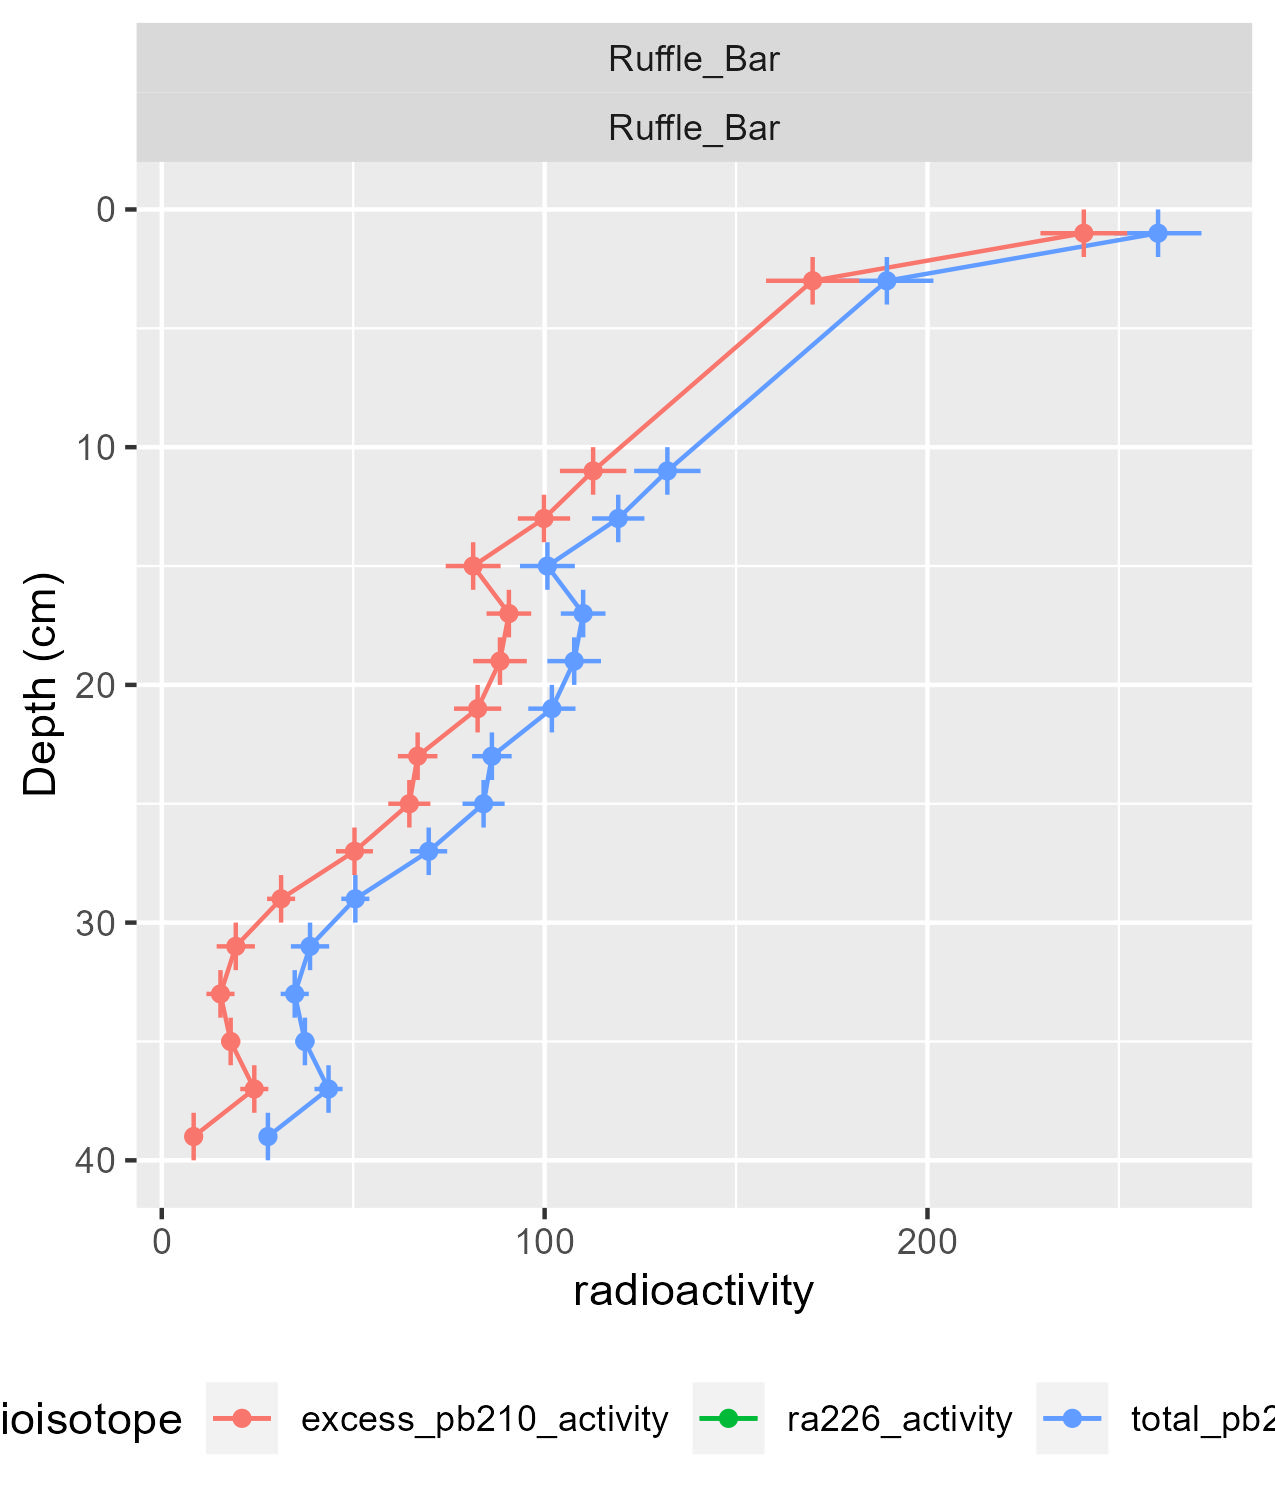 Ruffle_Bar
Ruffle_Bar
0
10
20
30
40
Depth (cm)
0 100 200
radioactivity
ioisotope excess_pb210_activity ra226_activity total_pb2